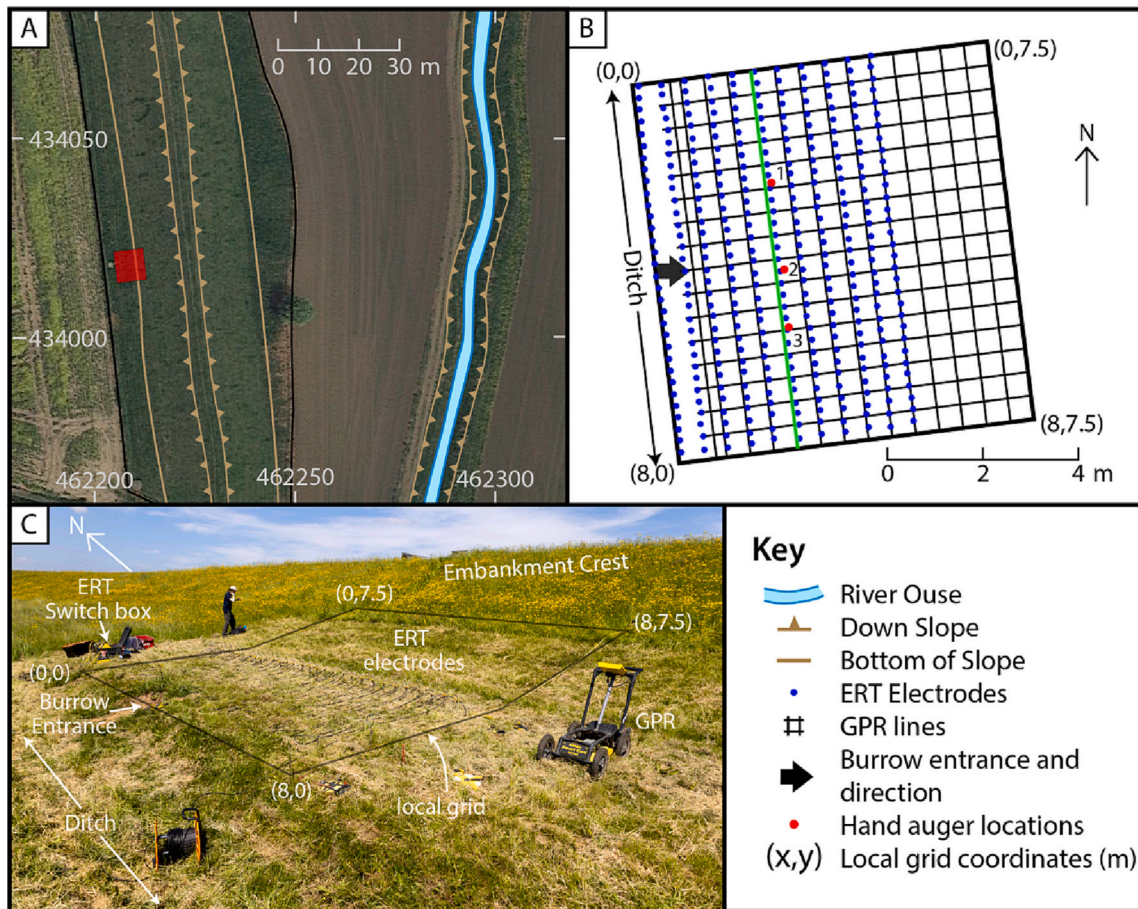 A
0 10 20 30 m
434050
434000
462200
462250
462300
B
(0,0)
(0,7.5)
N
1
2
3
Ditch
(8,0)
(8,7.5)
0 2 4 m
C
N
ERT
Switch box
Embankment Crest
(0,7.5)
(8,7.5)
ERT
electrodes
(0,0)
Burrow
Entrance
GPR
(8,0)
local grid
Ditch
Key
River Ouse
Down Slope
Bottom of Slope
ERT Electrodes
GPR lines
Burrow entrance and
direction
Hand auger locations
(x,y) Local grid coordinates (m)